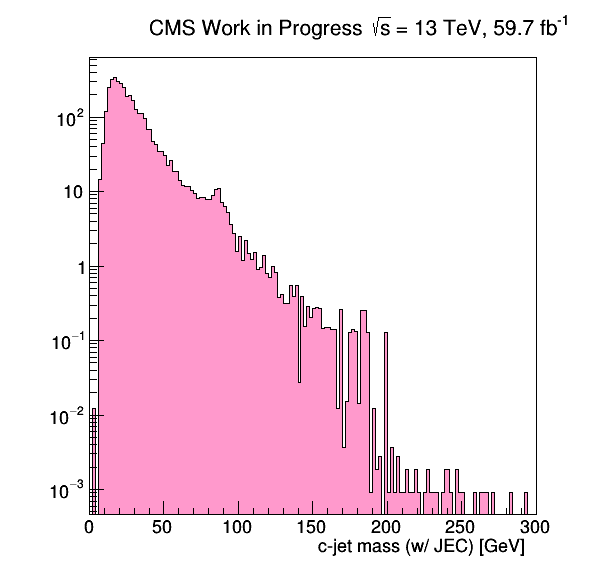 CMS Work in Progress √s = 13 TeV, 59.7 fb⁻¹
10²
10
1
10⁻¹
10⁻²
10⁻³
0 50 100 150 200 250 300
c-jet mass (w/ JEC) [GeV]